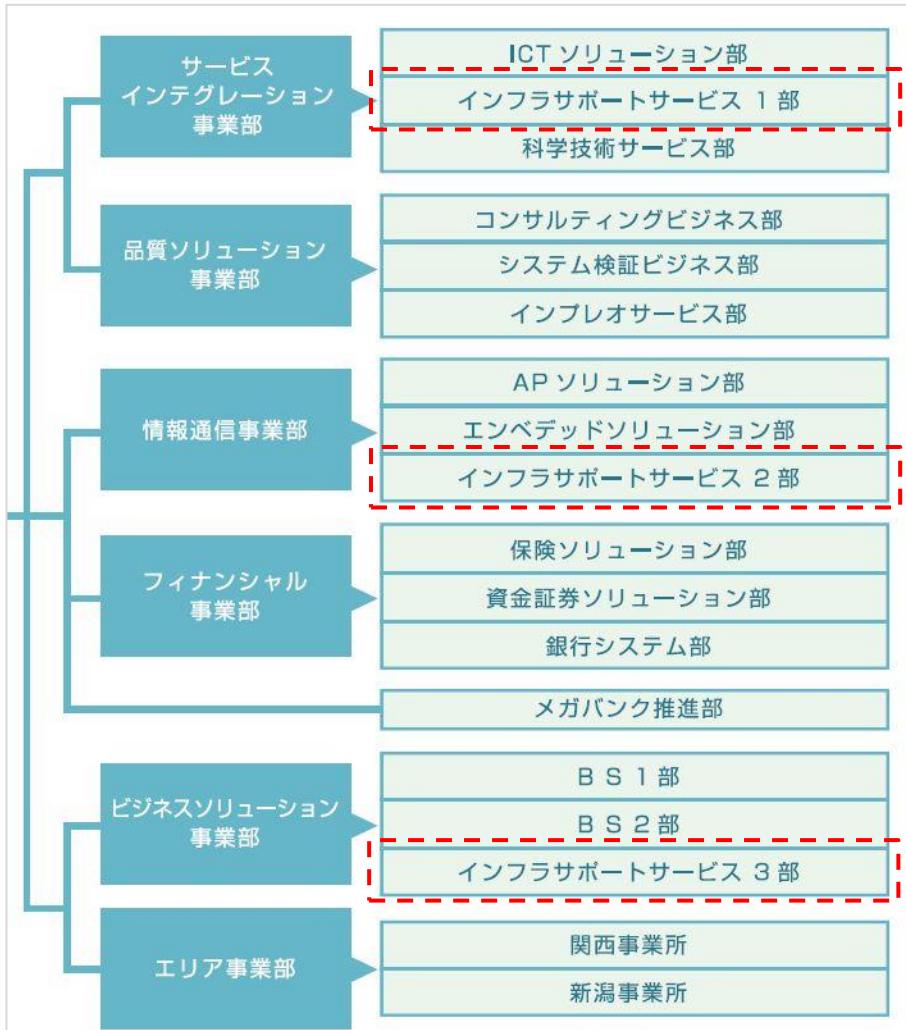 サービス
インテグレーション
事業部
ICT ソリューション部
インフラサポートサービス 1 部
科学技術サービス部
品質ソリューション
事業部
コンサルティングビジネス部
システム検証ビジネス部
インプレオサービス部
情報通信事業部
AP ソリューション部
エンベデッドソリューション部
インフラサポートサービス 2 部
フィナンシャル
事業部
保険ソリューション部
資金証券ソリューション部
銀行システム部
メガバンク推進部
ビジネスソリューション
事業部
ＢＳ１部
ＢＳ２部
インフラサポートサービス 3 部
エリア事業部
関西事業所
新潟事業所